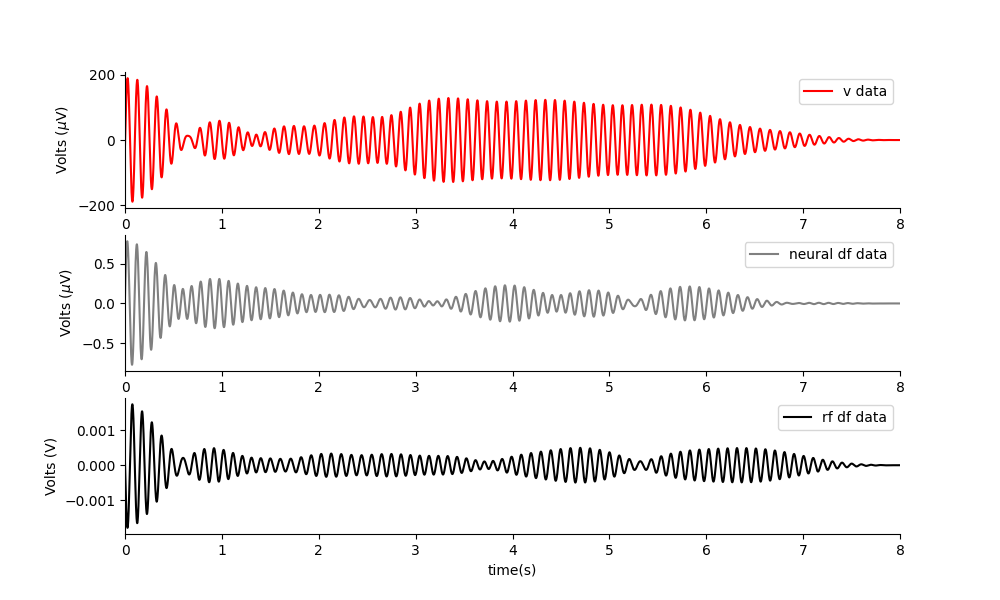 200
0
−200
Volts (μV)
v data
0 1 2 3 4 5 6 7 8
0.5
0.0
−0.5
Volts (μV)
neural df data
0 1 2 3 4 5 6 7 8
0.001
0.000
−0.001
Volts (V)
rf df data
0 1 2 3 4 5 6 7 8
time(s)